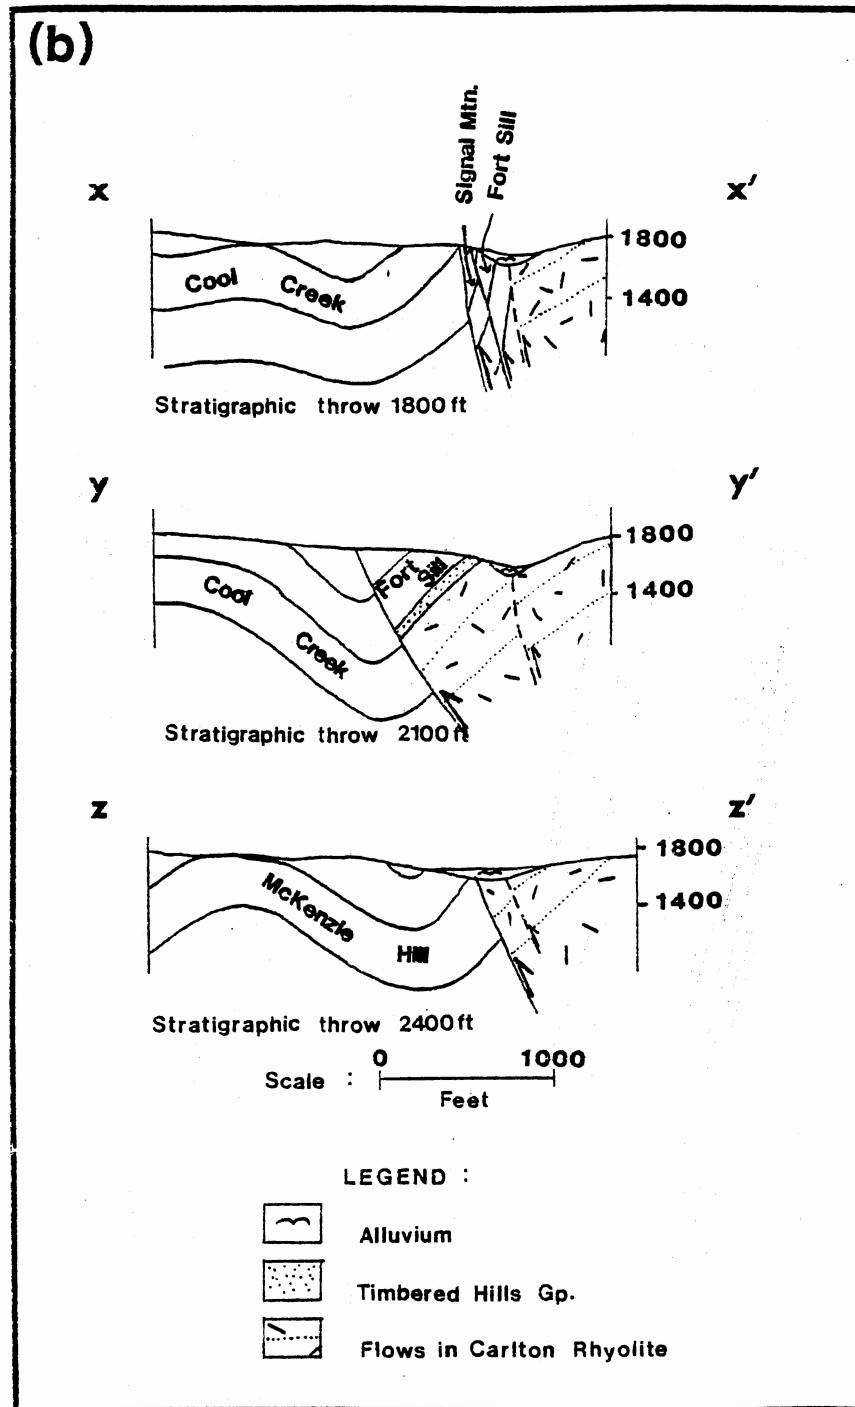 (b)
Signal Mtn.
Fort Sill
x x'
1800
Cool Creek
1400
Stratigraphic throw 1800 ft
y y'
1800
Fort Sill
1400
Cool
Creek
Stratigraphic throw 2100 ft
z z'
1800
McKenzie
1400
Hill
Stratigraphic throw 2400 ft
0 1000
Scale :
Feet
LEGEND :
Alluvium
Timbered Hills Gp.
Flows in Carlton Rhyolite